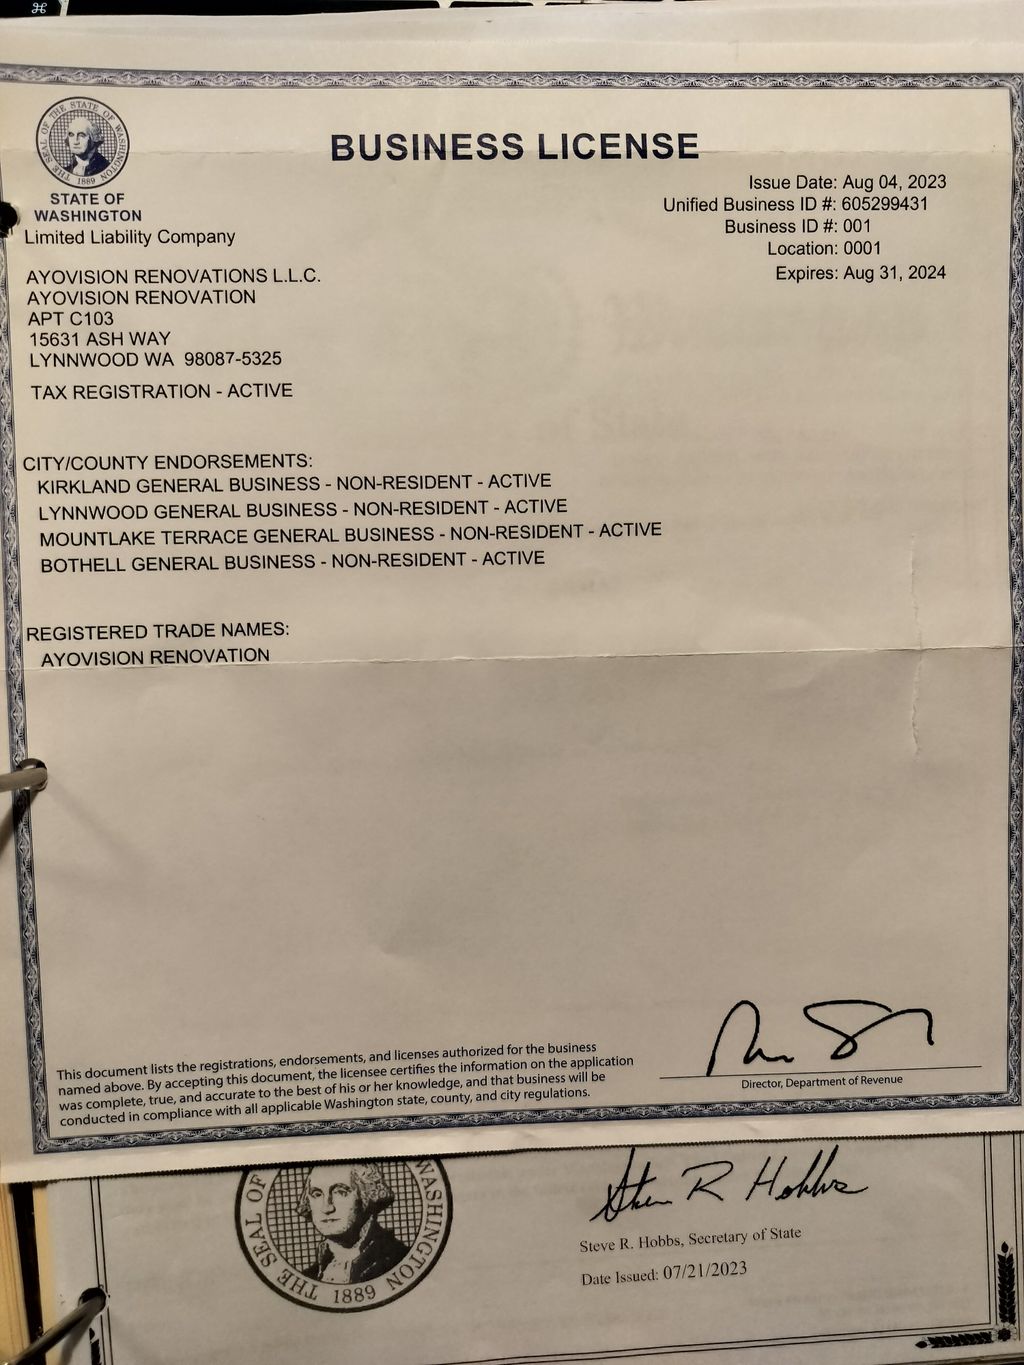 ⌘
THE SEAL OF THE STATE OF WASHINGTON
1889
STATE OF
WASHINGTON
BUSINESS LICENSE
Issue Date: Aug 04, 2023
Unified Business ID #: 605299431
Business ID #: 001
Location: 0001
Expires: Aug 31, 2024
Limited Liability Company
AYOVISION RENOVATIONS L.L.C.
AYOVISION RENOVATION
APT C103
15631 ASH WAY
LYNNWOOD WA 98087-5325
TAX REGISTRATION - ACTIVE
CITY/COUNTY ENDORSEMENTS:
KIRKLAND GENERAL BUSINESS - NON-RESIDENT - ACTIVE
LYNNWOOD GENERAL BUSINESS - NON-RESIDENT - ACTIVE
MOUNTLAKE TERRACE GENERAL BUSINESS - NON-RESIDENT - ACTIVE
BOTHELL GENERAL BUSINESS - NON-RESIDENT - ACTIVE
REGISTERED TRADE NAMES:
AYOVISION RENOVATION
This document lists the registrations, endorsements, and licenses authorized for the business
named above. By accepting this document, the licensee certifies the information on the application
was complete, true, and accurate to the best of his or her knowledge, and that business will be
conducted in compliance with all applicable Washington state, county, and city regulations.
Director, Department of Revenue
THE SEAL OF WASHINGTON
1889
Steve R Hobbs
Steve R. Hobbs, Secretary of State
Date Issued: 07/21/2023